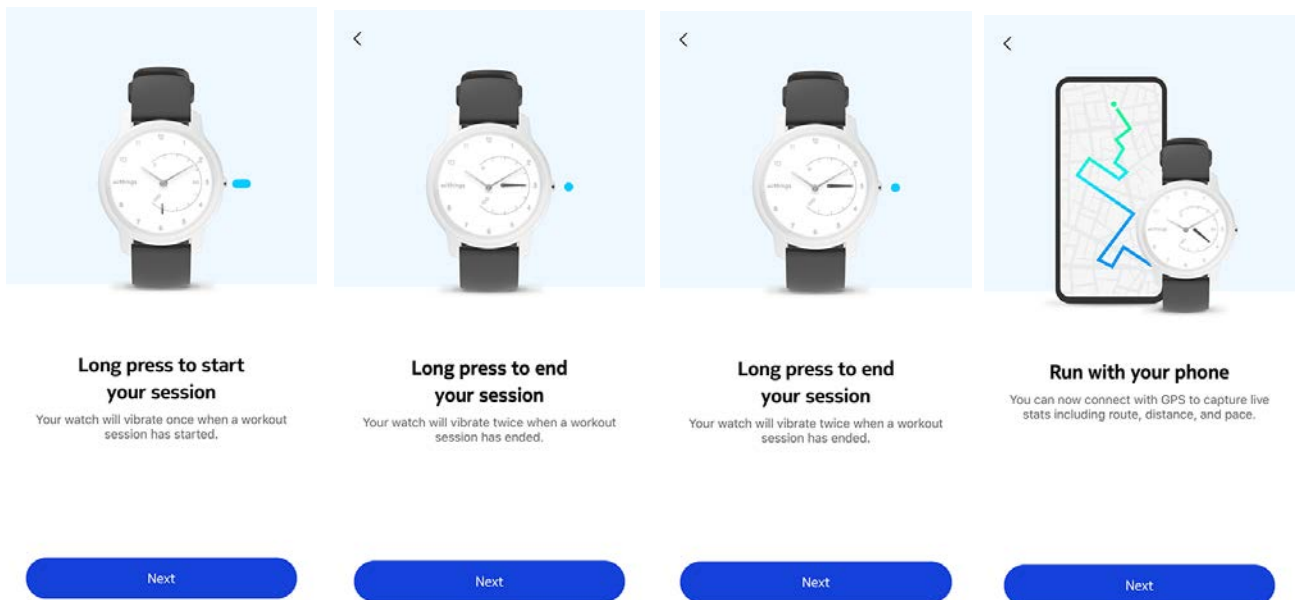 Long press to start
your session
Your watch will vibrate once when a workout
session has started.
Next
Long press to end
your session
Your watch will vibrate twice when a workout
session has ended.
Next
Long press to end
your session
Your watch will vibrate twice when a workout
session has ended.
Next
Run with your phone
You can now connect with GPS to capture live
stats including route, distance, and pace.
Next